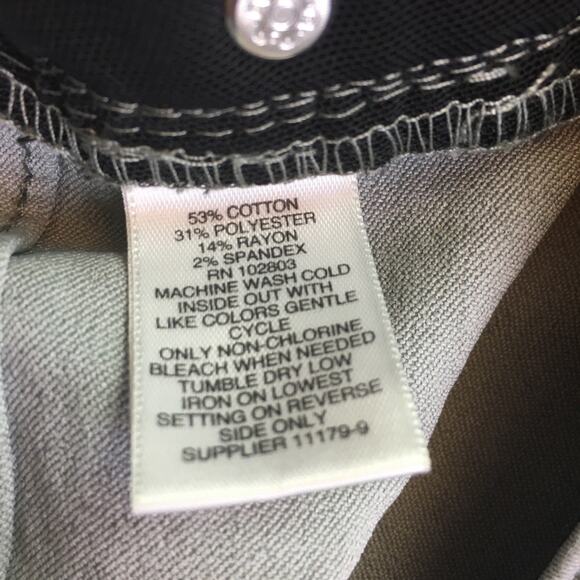 53% COTTON
31% POLYESTER
14% RAYON
2% SPANDEX
RN 102803
MACHINE WASH COLD
INSIDE OUT WITH
LIKE COLORS GENTLE
CYCLE
ONLY NON-CHLORINE
BLEACH WHEN NEEDED
TUMBLE DRY LOW
IRON ON LOWEST
SETTING ON REVERSE
SIDE ONLY
SUPPLIER 11179-9